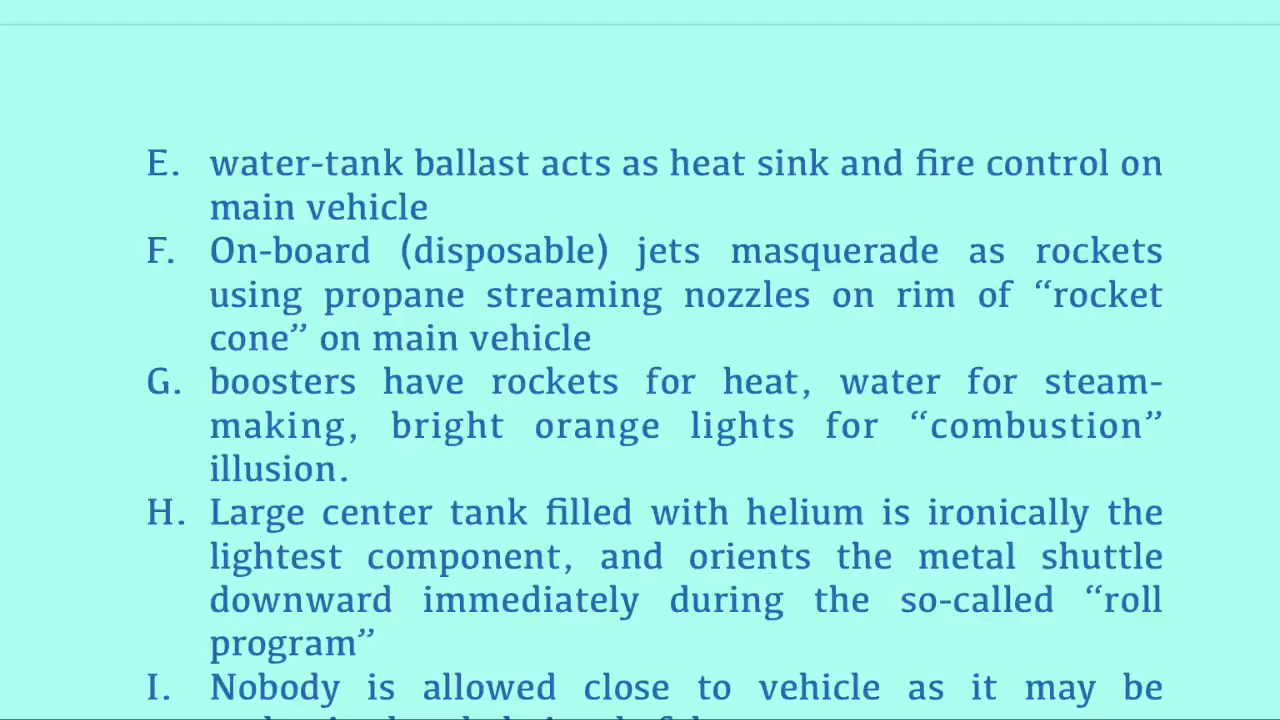 E. water-tank ballast acts as heat sink and fire control on
main vehicle
F. On-board (disposable) jets masquerade as rockets
using propane streaming nozzles on rim of “rocket
cone” on main vehicle
G. boosters have rockets for heat, water for steam-
making, bright orange lights for “combustion”
illusion.
H. Large center tank filled with helium is ironically the
lightest component, and orients the metal shuttle
downward immediately during the so-called “roll
program”
I. Nobody is allowed close to vehicle as it may be